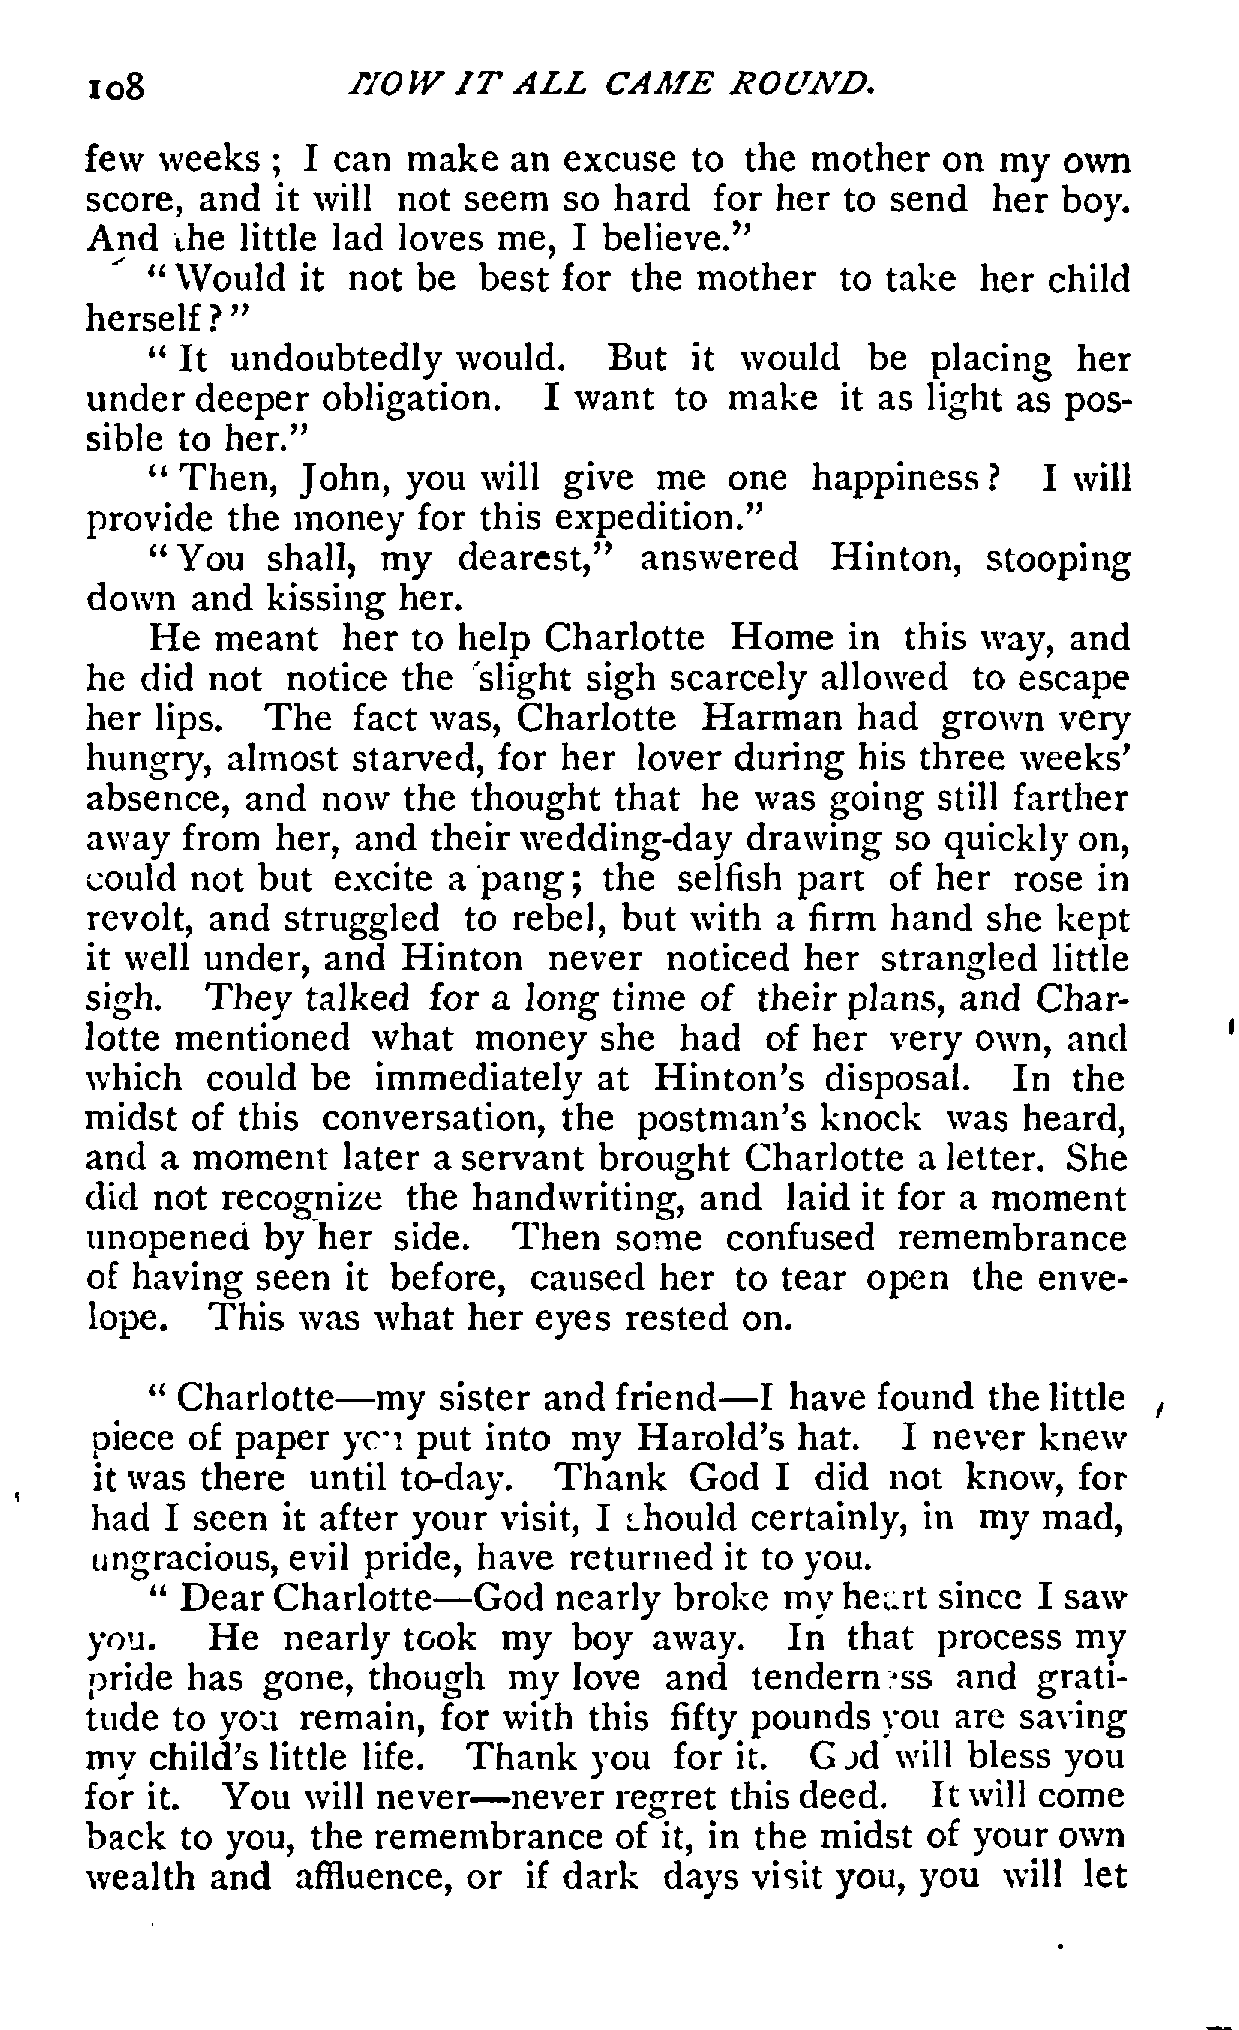 108 HOW IT ALL CAME ROUND.
few weeks ; I can make an excuse to the mother on my own
score, and it will not seem so hard for her to send her boy.
And the little lad loves me, I believe."
"Would it not be best for the mother to take her child
herself ?"
"It undoubtedly would. But it would be placing her
under deeper obligation. I want to make it as light as pos-
sible to her."
"Then, John, you will give me one happiness ? I will
provide the money for this expedition."
"You shall, my dearest," answered Hinton, stooping
down and kissing her.
He meant her to help Charlotte Home in this way, and
he did not notice the slight sigh scarcely allowed to escape
her lips. The fact was, Charlotte Harman had grown very
hungry, almost starved, for her lover during his three weeks'
absence, and now the thought that he was going still farther
away from her, and their wedding-day drawing so quickly on,
could not but excite a pang ; the selfish part of her rose in
revolt, and struggled to rebel, but with a firm hand she kept
it well under, and Hinton never noticed her strangled little
sigh. They talked for a long time of their plans, and Char-
lotte mentioned what money she had of her very own, and
which could be immediately at Hinton's disposal. In the
midst of this conversation, the postman's knock was heard,
and a moment later a servant brought Charlotte a letter. She
did not recognize the handwriting, and laid it for a moment
unopened by her side. Then some confused remembrance
of having seen it before, caused her to tear open the enve-
lope. This was what her eyes rested on.
"Charlotte—my sister and friend—I have found the little
piece of paper you put into my Harold's hat. I never knew
it was there until to-day. Thank God I did not know, for
had I seen it after your visit, I should certainly, in my mad,
ungracious, evil pride, have returned it to you.
"Dear Charlotte—God nearly broke my heart since I saw
you. He nearly took my boy away. In that process my
pride has gone, though my love and tenderness and grati-
tude to you remain, for with this fifty pounds you are saving
my child's little life. Thank you for it. God will bless you
for it. You will never—never regret this deed. It will come
back to you, the remembrance of it, in the midst of your own
wealth and affluence, or if dark days visit you, you will let